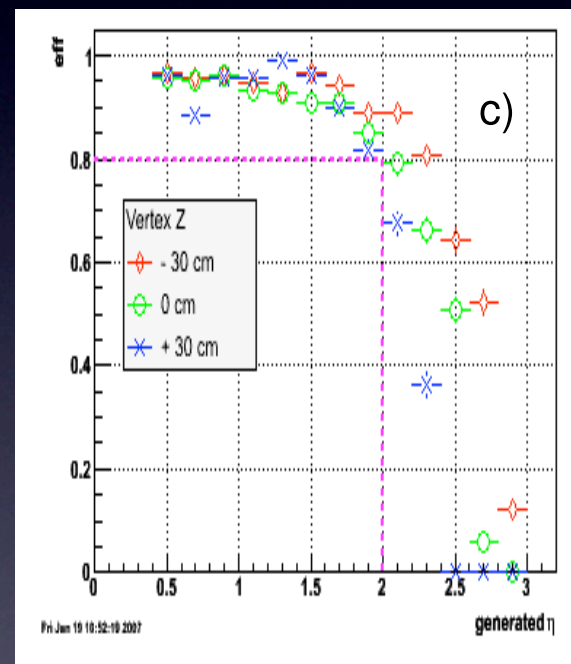 eff
1
c)
0.8
Vertex Z
- 30 cm
0 cm
+ 30 cm
0.6
0.4
0.2
0
0 0.5 1 1.5 2 2.5 3
generated η
Fri Jan 19 10:52:19 2007